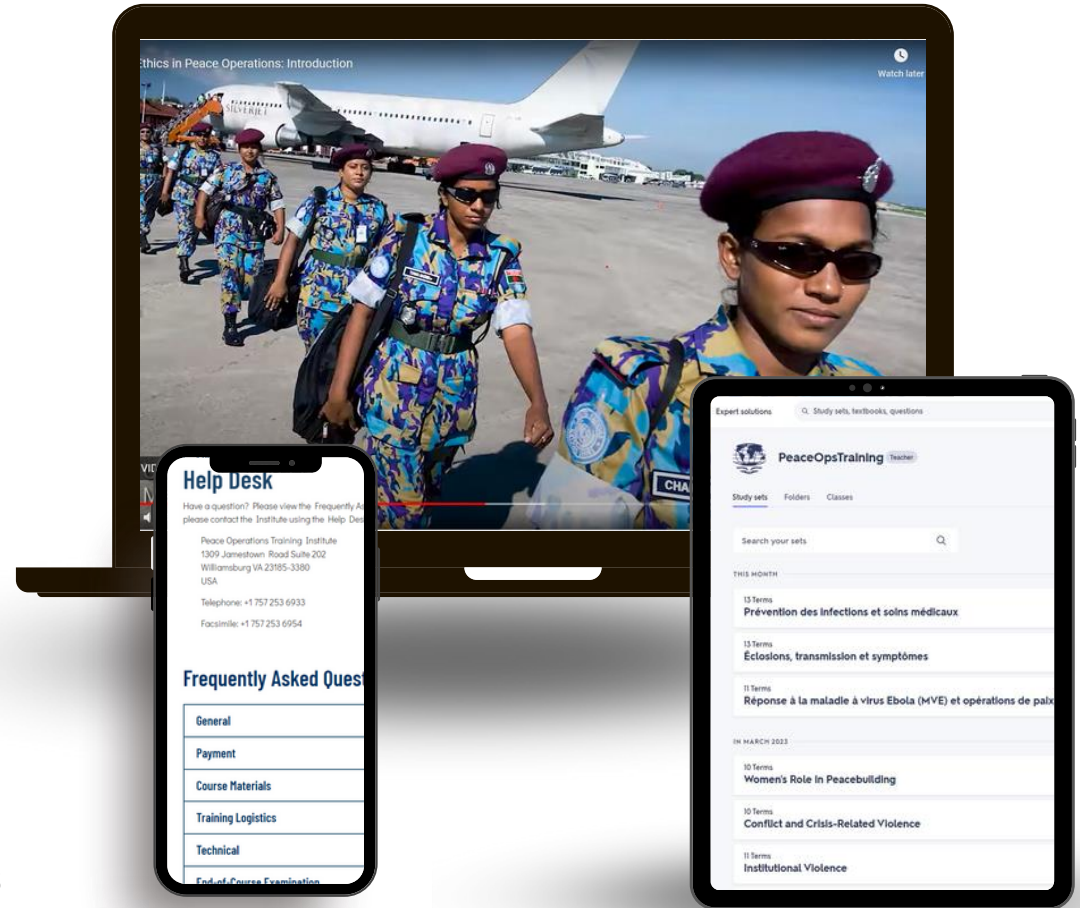 Ethics in Peace Operations: Introduction
Watch later
SILVERJET
Help Desk
Have a question? Please view the Frequently As
please contact the Institute using the Help Des
Peace Operations Training Institute
1309 Jamestown Road Suite 202
Williamsburg VA 23185-3380
USA
Telephone: +1 757 253 6933
Facsimile: +1 757 253 6954
Frequently Asked Quest
General
Payment
Course Materials
Training Logistics
Technical
End-of-Course Examination
Expert solutions
Study sets, textbooks, questions
PeaceOpsTraining Teacher
Study sets Folders Classes
Search your sets
THIS MONTH
13 Terms
Prévention des infections et soins médicaux
13 Terms
Éclosions, transmission et symptômes
11 Terms
Réponse à la maladie à virus Ebola (MVE) et opérations de paix
IN MARCH 2023
10 Terms
Women's Role in Peacebuilding
10 Terms
Conflict and Crisis-Related Violence
11 Terms
Institutional Violence